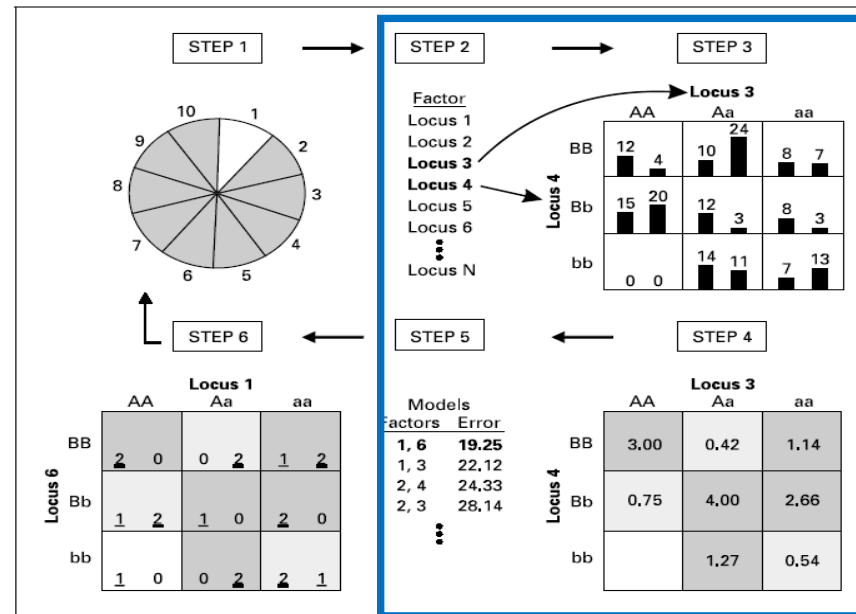 STEP 1
STEP 2
STEP 3
10
1
9
2
8
3
7
4
6
5
Factor
Locus 1
Locus 2
Locus 3
Locus 4
Locus 5
Locus 6
Locus N
Locus 3
AA Aa aa
Locus 4
BB 12 4 10 24 8 7
Bb 15 20 12 3 8 3
bb 0 0 14 11 7 13
STEP 6
STEP 5
STEP 4
Locus 1
AA Aa aa
Locus 6
BB 2 0 0 2 1 2
Bb 1 2 1 0 2 0
bb 1 0 0 2 2 1
Models
Factors Error
1, 6 19.25
1, 3 22.12
2, 4 24.33
2, 3 28.14
Locus 3
AA Aa aa
Locus 4
BB 3.00 0.42 1.14
Bb 0.75 4.00 2.66
bb 1.27 0.54